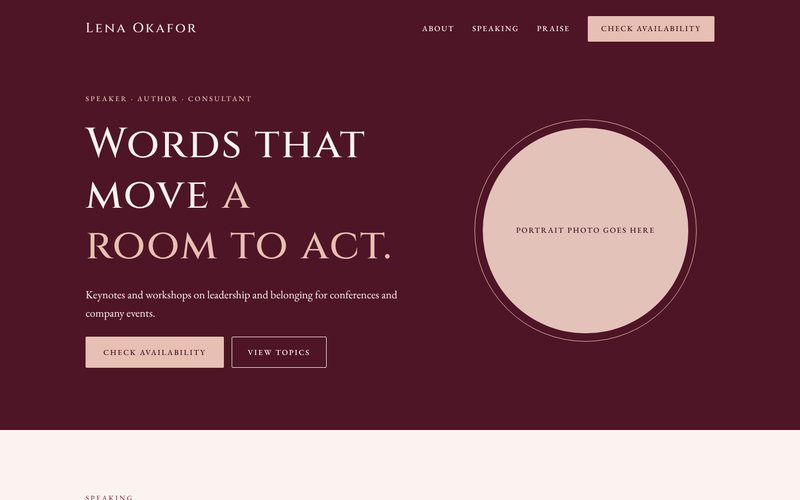 Lena Okafor
ABOUT SPEAKING PRAISE CHECK AVAILABILITY
SPEAKER · AUTHOR · CONSULTANT
Words that
move a
room to act.
PORTRAIT PHOTO GOES HERE
Keynotes and workshops on leadership and belonging for conferences and
company events.
CHECK AVAILABILITY VIEW TOPICS
SPEAKING